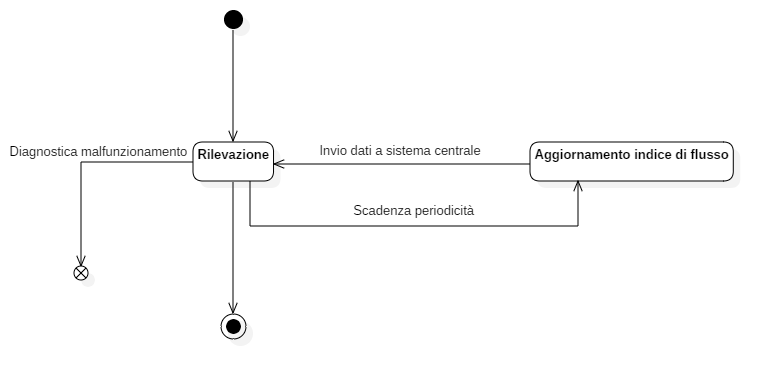 Diagnostica malfunzionamento
Rilevazione
Invio dati a sistema centrale
Aggiornamento indice di flusso
Scadenza periodicità